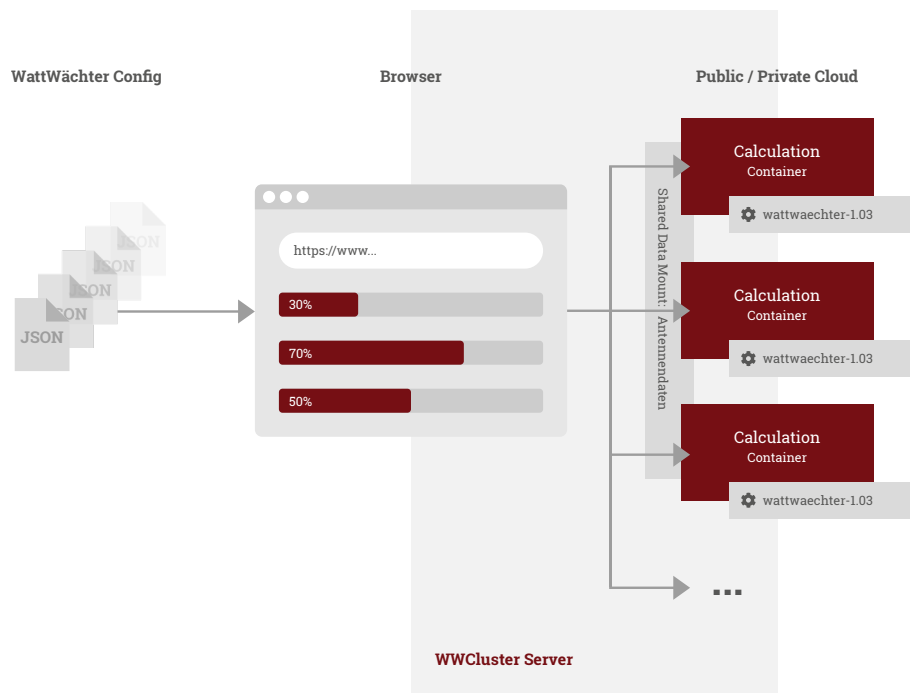 WattWächter Config
Browser
Public / Private Cloud
JSON
JSON
JSON
JSON
JSON
https://www...
30%
70%
50%
Shared Data Mount: Antennendaten
Calculation
Container
wattwaechter-1.03
Calculation
Container
wattwaechter-1.03
Calculation
Container
wattwaechter-1.03
...
WWCluster Server